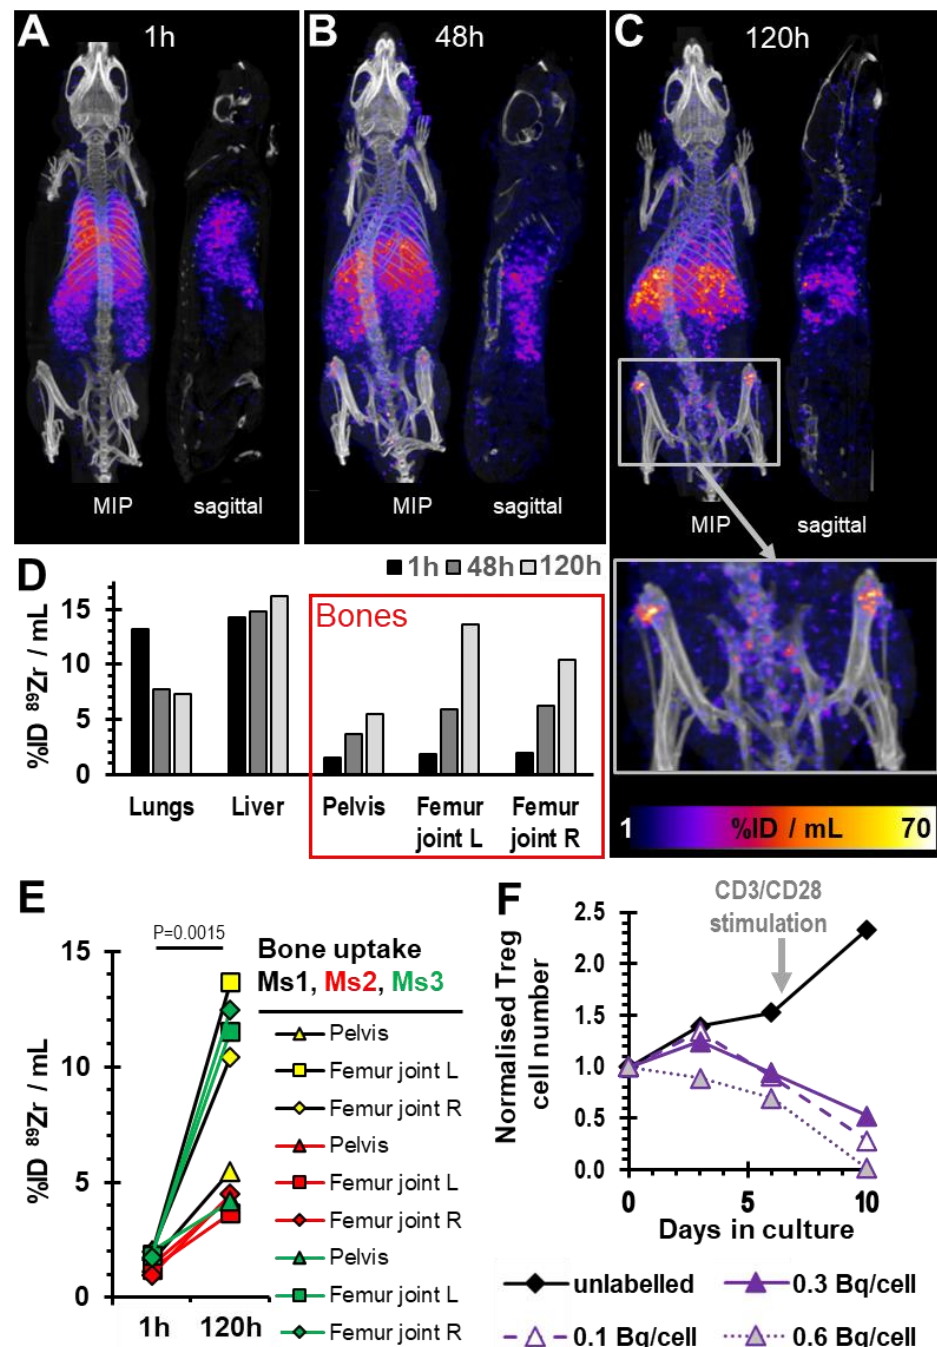 A
1h
MIP
sagittal
B
48h
MIP
sagittal
C
120h
MIP
sagittal
1 %ID / mL 70
D
1h 48h 120h
%ID ⁸⁹Zr / mL
15
10
5
0
Bones
Lungs
Liver
Pelvis
Femur joint L
Femur joint R
E
P=0.0015
%ID ⁸⁹Zr / mL
15
10
5
0
1h
120h
Bone uptake
Ms1, Ms2, Ms3
Pelvis
Femur joint L
Femur joint R
Pelvis
Femur joint L
Femur joint R
Pelvis
Femur joint L
Femur joint R
F
CD3/CD28
stimulation
Normalised Treg
cell number
2.5
2.0
1.5
1.0
0.5
0.0
0
5
10
Days in culture
unlabelled
0.3 Bq/cell
0.1 Bq/cell
0.6 Bq/cell